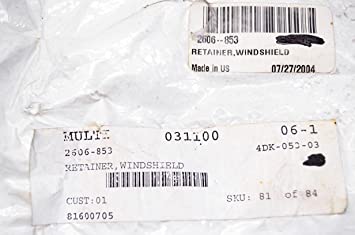 2606-853
RETAINER,WINDSHIELD
Made in US 07/27/2004
MULTI 031100 06-1
2606-853 4DK-053-03
RETAINER,WINDSHIELD
CUST:01 SKU: 81 of 84
81600705